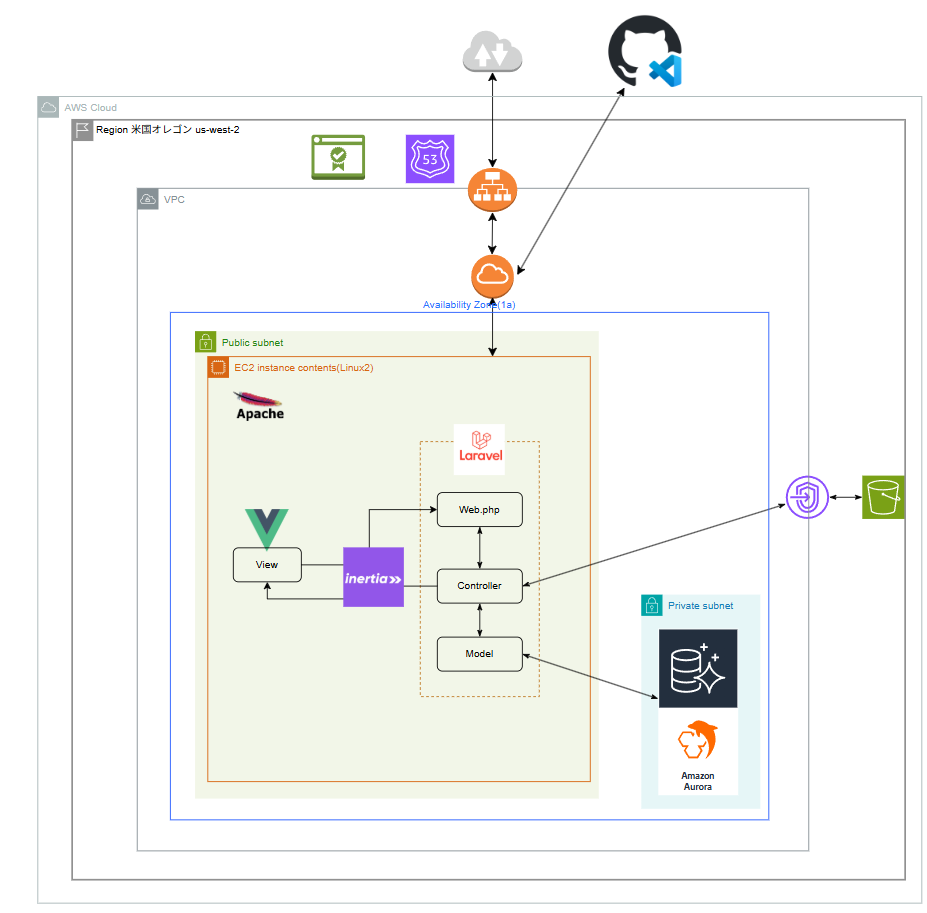 AWS Cloud
Region 米国オレゴン us-west-2
53
VPC
Availability Zone(1a)
Public subnet
EC2 instance contents(Linux2)
Apache
Laravel
Web.php
View
inertia
Controller
Private subnet
Model
Amazon
Aurora